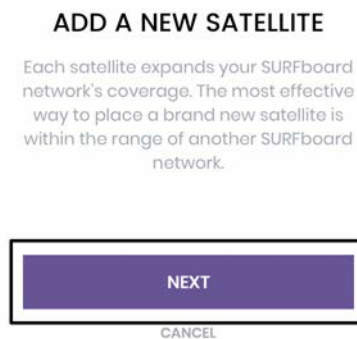 ADD A NEW SATELLITE
Each satellite expands your SURFboard
network's coverage. The most effective
way to place a brand new satellite is
within the range of another SURFboard
network.
NEXT
CANCEL